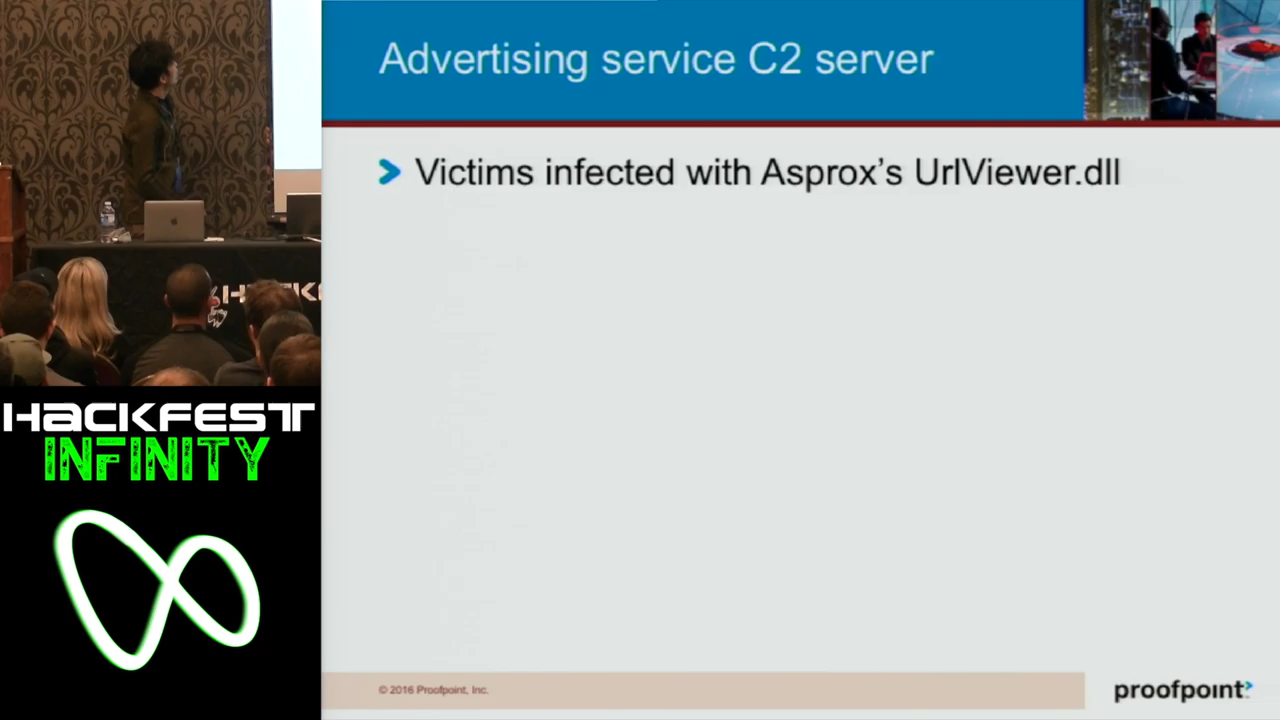 Advertising service C2 server
Victims infected with Asprox's UrlViewer.dll
HACKFEST
INFINITY
© 2016 Proofpoint, Inc.
proofpoint